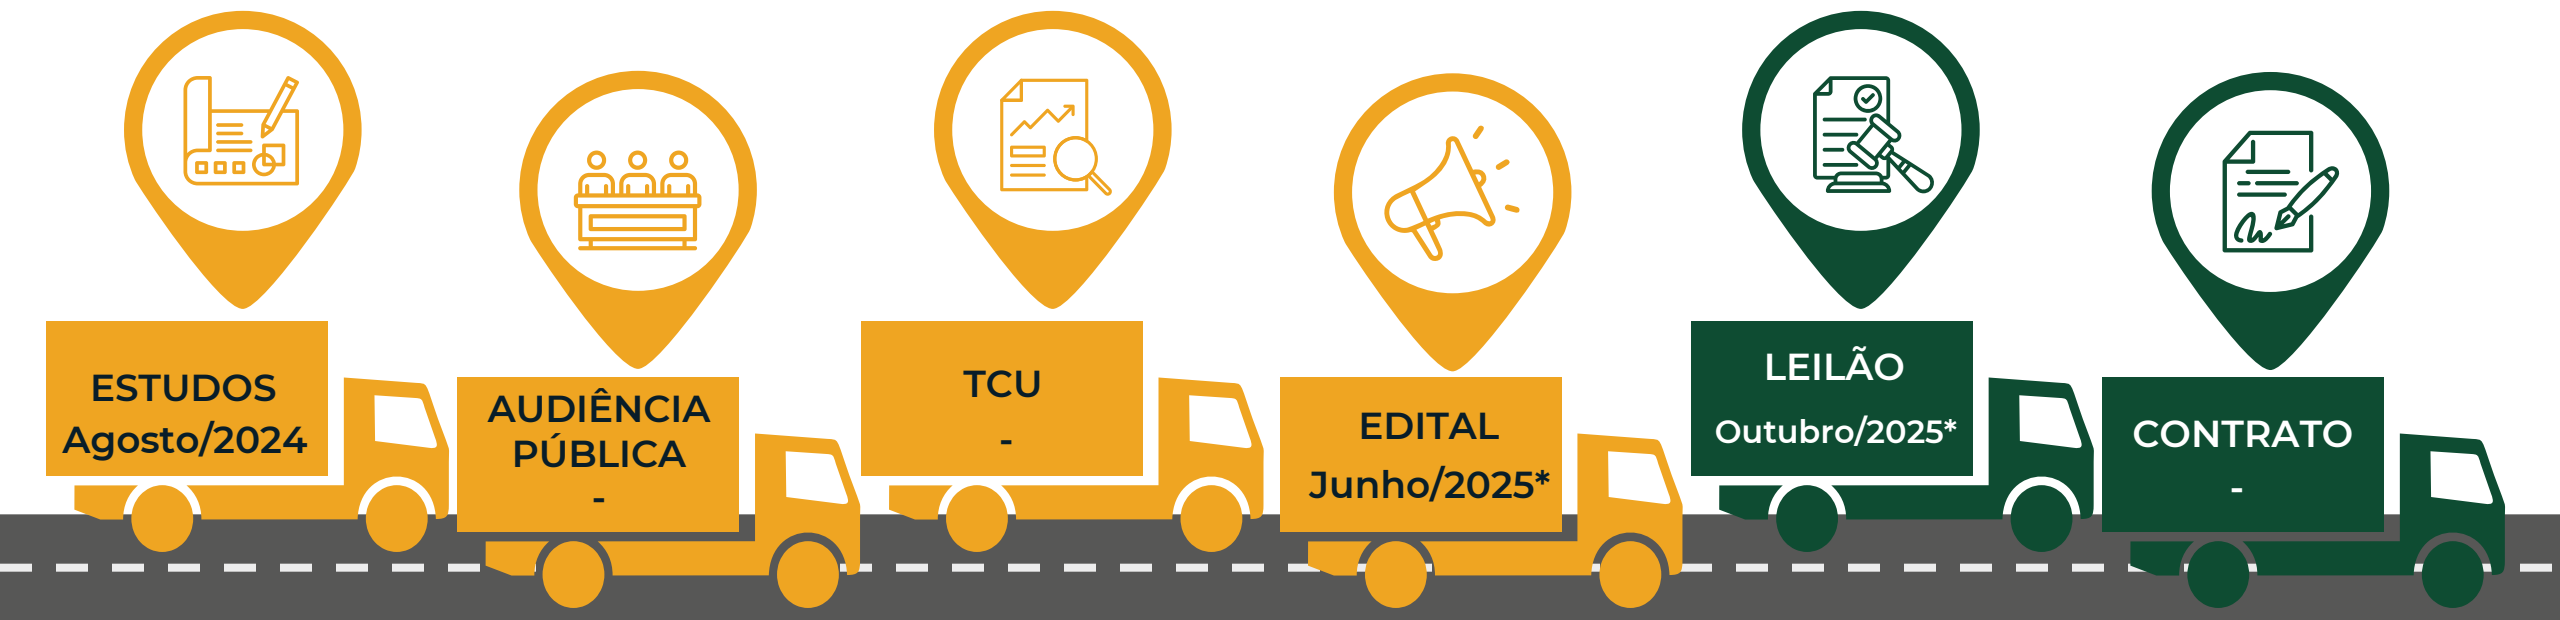 ESTUDOS
Agosto/2024
AUDIÊNCIA
PÚBLICA
-
TCU
-
EDITAL
Junho/2025*
LEILÃO
Outubro/2025*
CONTRATO
-